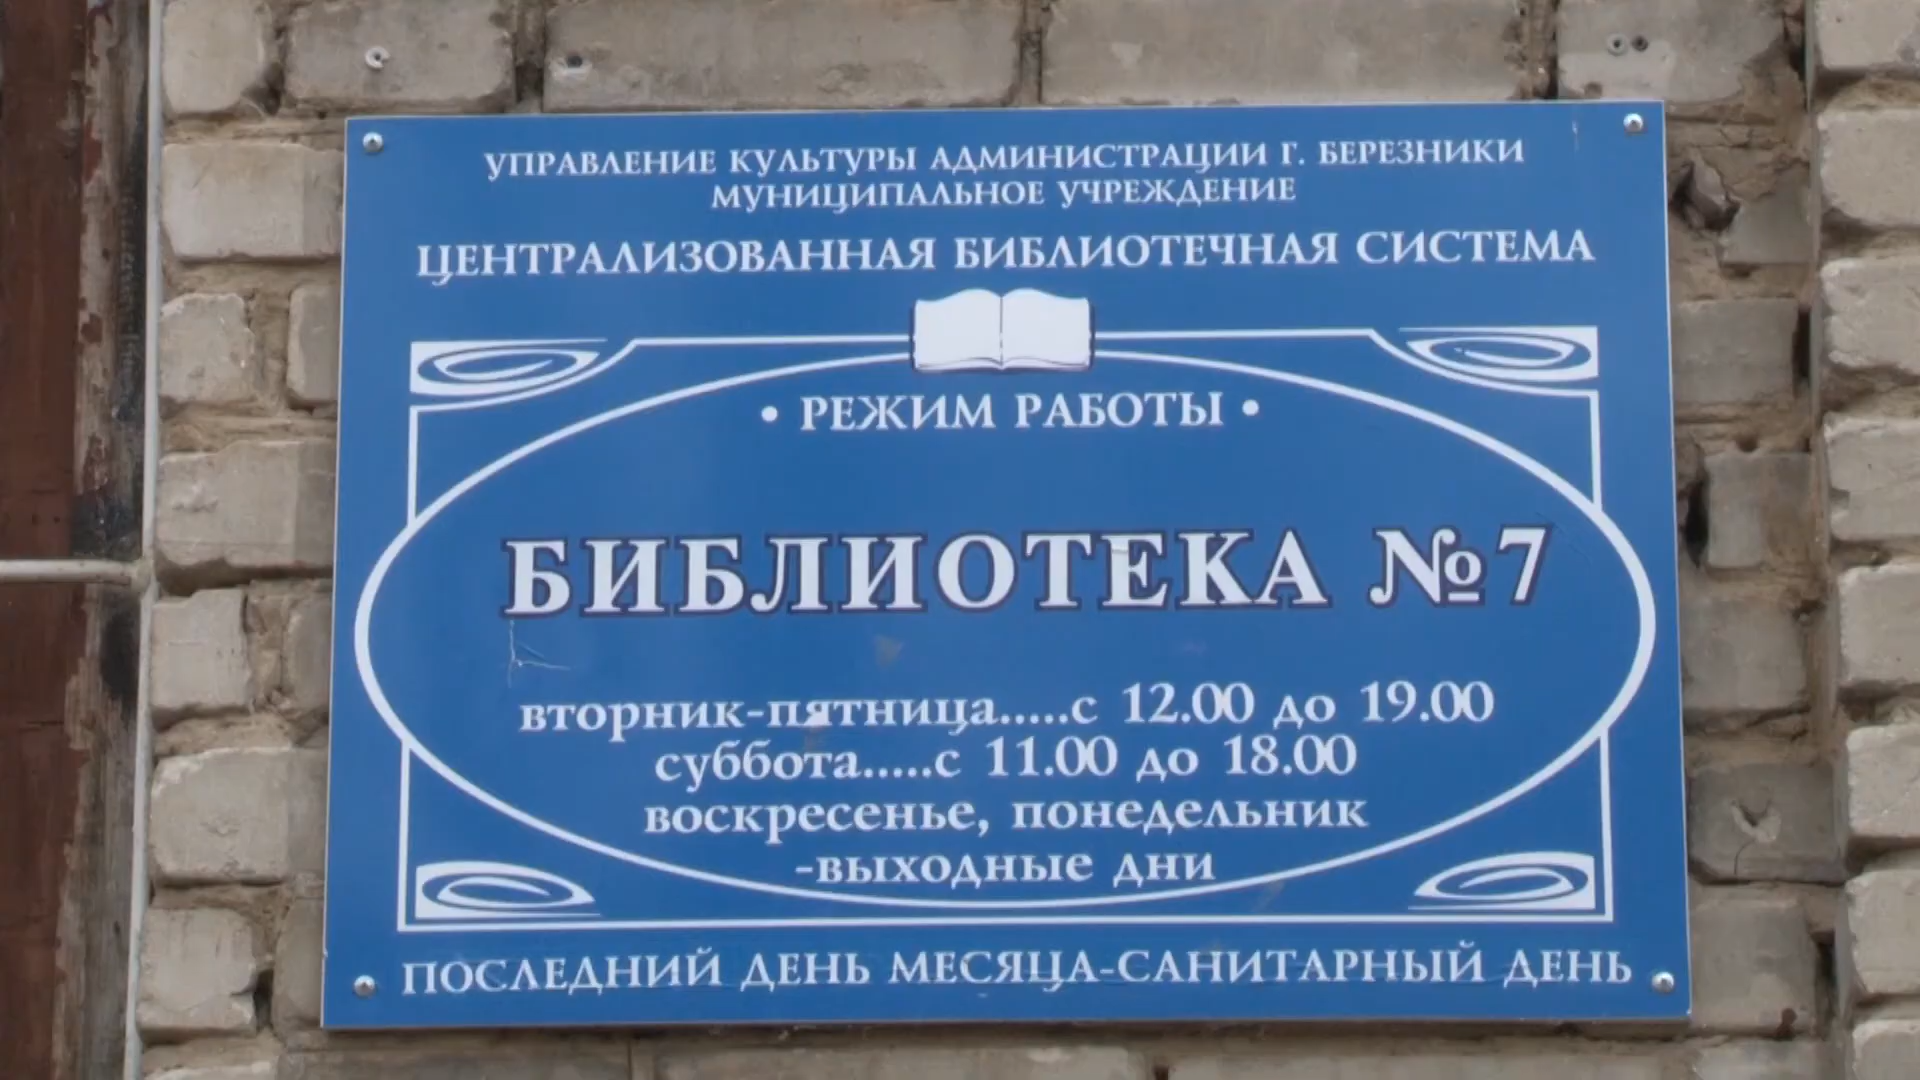 УПРАВЛЕНИЕ КУЛЬТУРЫ АДМИНИСТРАЦИИ Г. БЕРЕЗНИКИ
МУНИЦИПАЛЬНОЕ УЧРЕЖДЕНИЕ
ЦЕНТРАЛИЗОВАННАЯ БИБЛИОТЕЧНАЯ СИСТЕМА
• РЕЖИМ РАБОТЫ •
БИБЛИОТЕКА №7
вторник-пятница.....с 12.00 до 19.00
суббота.....с 11.00 до 18.00
воскресенье, понедельник
-выходные дни
ПОСЛЕДНИЙ ДЕНЬ МЕСЯЦА-САНИТАРНЫЙ ДЕНЬ